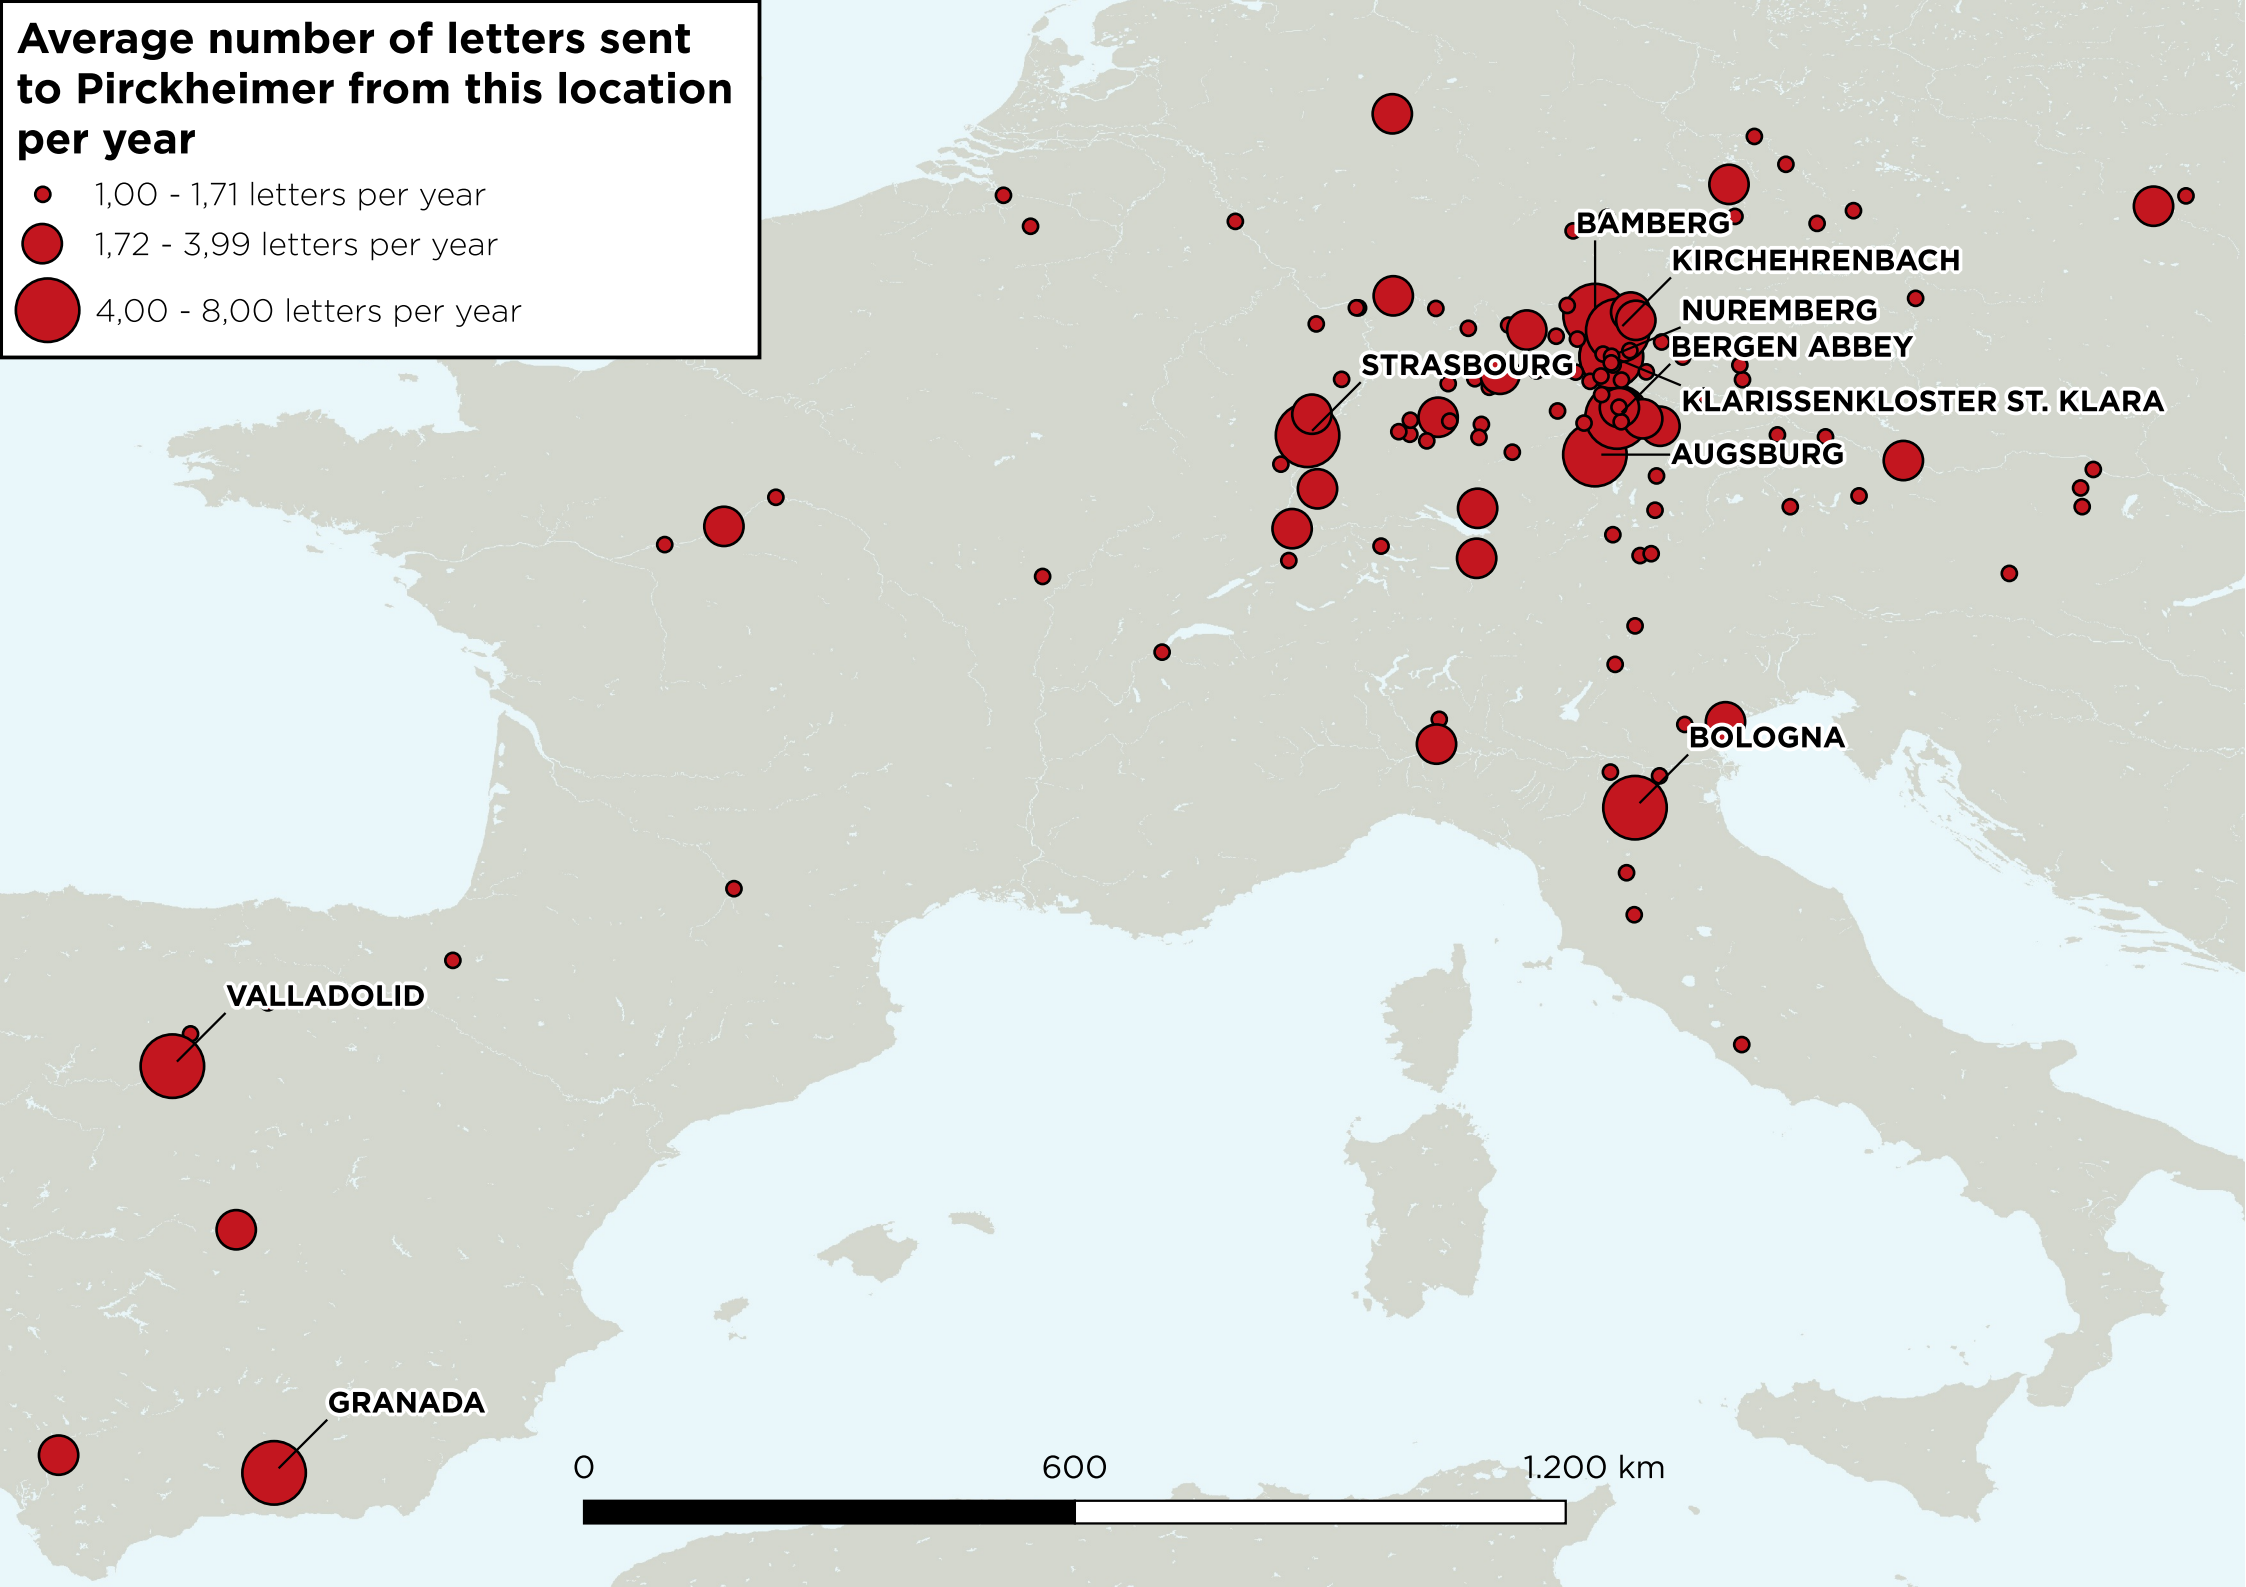 Average number of letters sent
to Pirckheimer from this location
per year
1,00 - 1,71 letters per year
1,72 - 3,99 letters per year
4,00 - 8,00 letters per year
BAMBERG
KIRCHEHRENBACH
NUREMBERG
BERGEN ABBEY
STRASBOURG
KLARISSENKLOSTER ST. KLARA
AUGSBURG
BOLOGNA
VALLADOLID
GRANADA
0 600 1.200 km